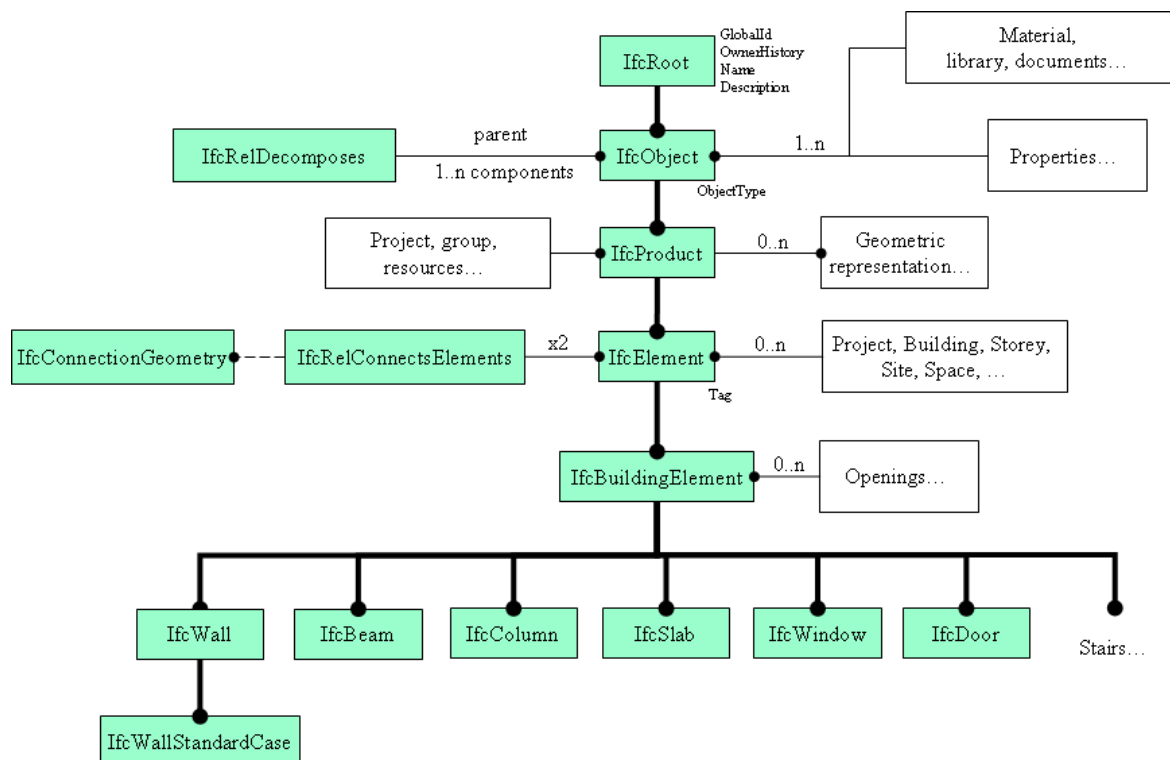 GlobalId
OwnerHistory
Name
Description
IfcRoot
Material,
library, documents…
IfcRelDecomposes
parent
1..n components
IfcObject
1..n
Properties…
ObjectType
Project, group,
resources…
IfcProduct
0..n
Geometric
representation…
IfcConnectionGeometry
IfcRelConnectsElements
x2
IfcElement
0..n
Project, Building, Storey,
Site, Space, …
Tag
IfcBuildingElement
0..n
Openings…
IfcWall
IfcBeam
IfcColumn
IfcSlab
IfcWindow
IfcDoor
Stairs…
IfcWallStandardCase